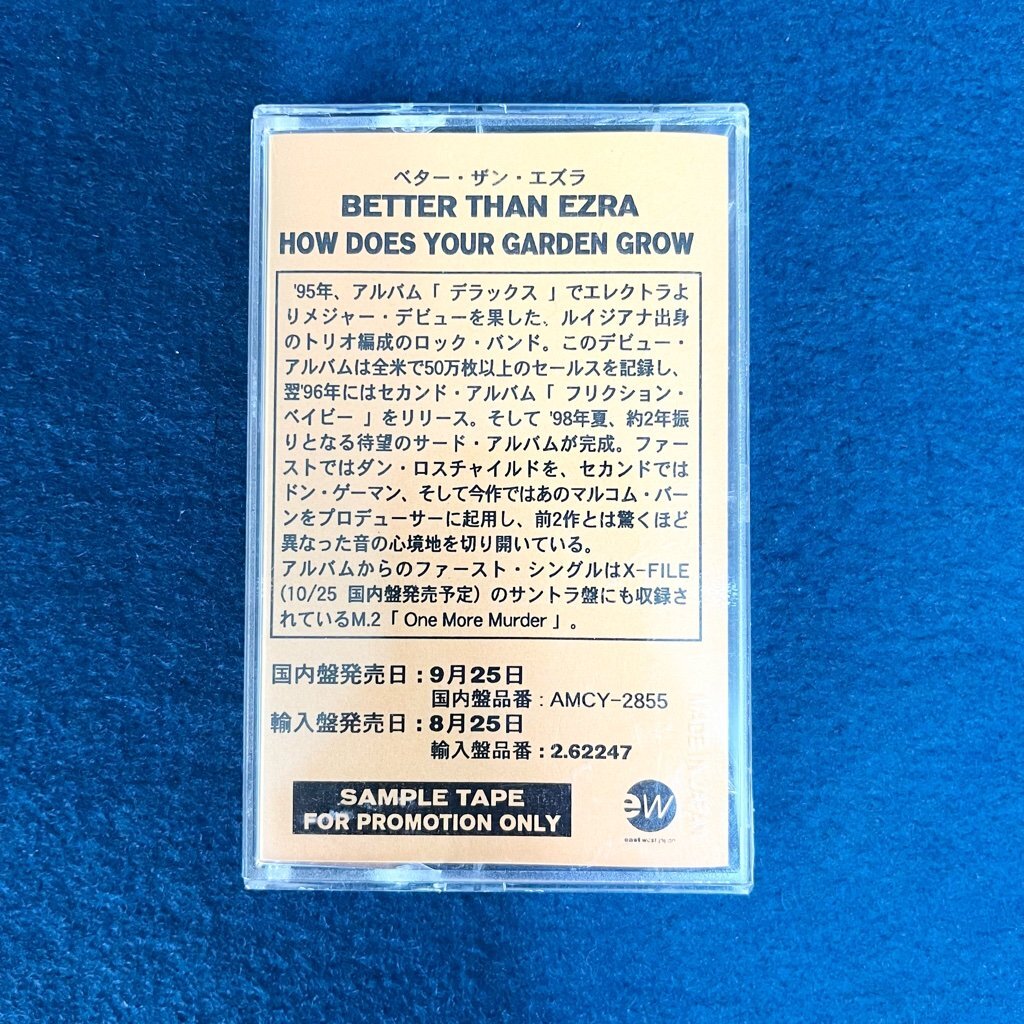 ベター・ザン・エズラ
BETTER THAN EZRA
HOW DOES YOUR GARDEN GROW
'95年、アルバム「 デラックス 」でエレクトラよ
りメジャー・デビューを果した、ルイジアナ出身
のトリオ編成のロック・バンド。このデビュー・
アルバムは全米で50万枚以上のセールスを記録し、
翌'96年にはセカンド・アルバム「 フリクション・
ベイビー 」をリリース。そして '98年夏、約2年振
りとなる待望のサード・アルバムが完成。ファー
ストではダン・ロスチャイルドを、セカンドでは
ドン・ゲーマン、そして今作ではあのマルコム・バー
ンをプロデューサーに起用し、前2作とは驚くほど
異なった音の心境地を切り開いている。
アルバムからのファースト・シングルはX-FILE
(10/25 国内盤発売予定) のサントラ盤にも収録さ
れているM.2「 One More Murder 」。
国内盤発売日 : 9月25日
国内盤品番 : AMCY-2855
輸入盤発売日 : 8月25日
輸入盤品番 : 2.62247
SAMPLE TAPE
FOR PROMOTION ONLY
ew
east west japan
MADE IN JAPAN